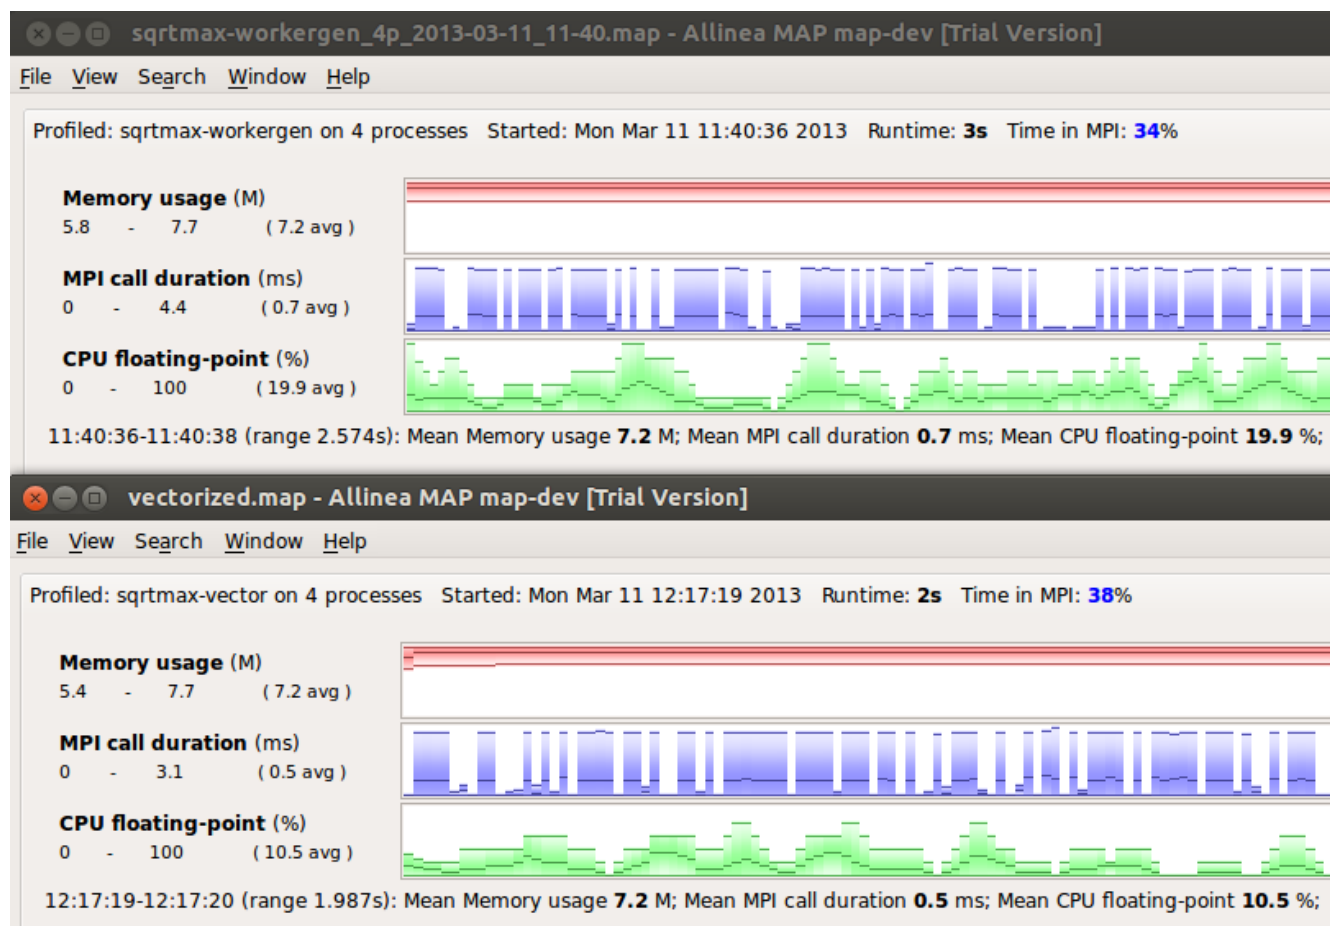 sqrtmax-workergen_4p_2013-03-11_11-40.map - Allinea MAP map-dev [Trial Version]
File View Search Window Help
Profiled: sqrtmax-workergen on 4 processes Started: Mon Mar 11 11:40:36 2013 Runtime: 3s Time in MPI: 34%
Memory usage (M)
5.8 - 7.7 ( 7.2 avg )
MPI call duration (ms)
0 - 4.4 ( 0.7 avg )
CPU floating-point (%)
0 - 100 ( 19.9 avg )
11:40:36-11:40:38 (range 2.574s): Mean Memory usage 7.2 M; Mean MPI call duration 0.7 ms; Mean CPU floating-point 19.9 %;
vectorized.map - Allinea MAP map-dev [Trial Version]
File View Search Window Help
Profiled: sqrtmax-vector on 4 processes Started: Mon Mar 11 12:17:19 2013 Runtime: 2s Time in MPI: 38%
Memory usage (M)
5.4 - 7.7 ( 7.2 avg )
MPI call duration (ms)
0 - 3.1 ( 0.5 avg )
CPU floating-point (%)
0 - 100 ( 10.5 avg )
12:17:19-12:17:20 (range 1.987s): Mean Memory usage 7.2 M; Mean MPI call duration 0.5 ms; Mean CPU floating-point 10.5 %;